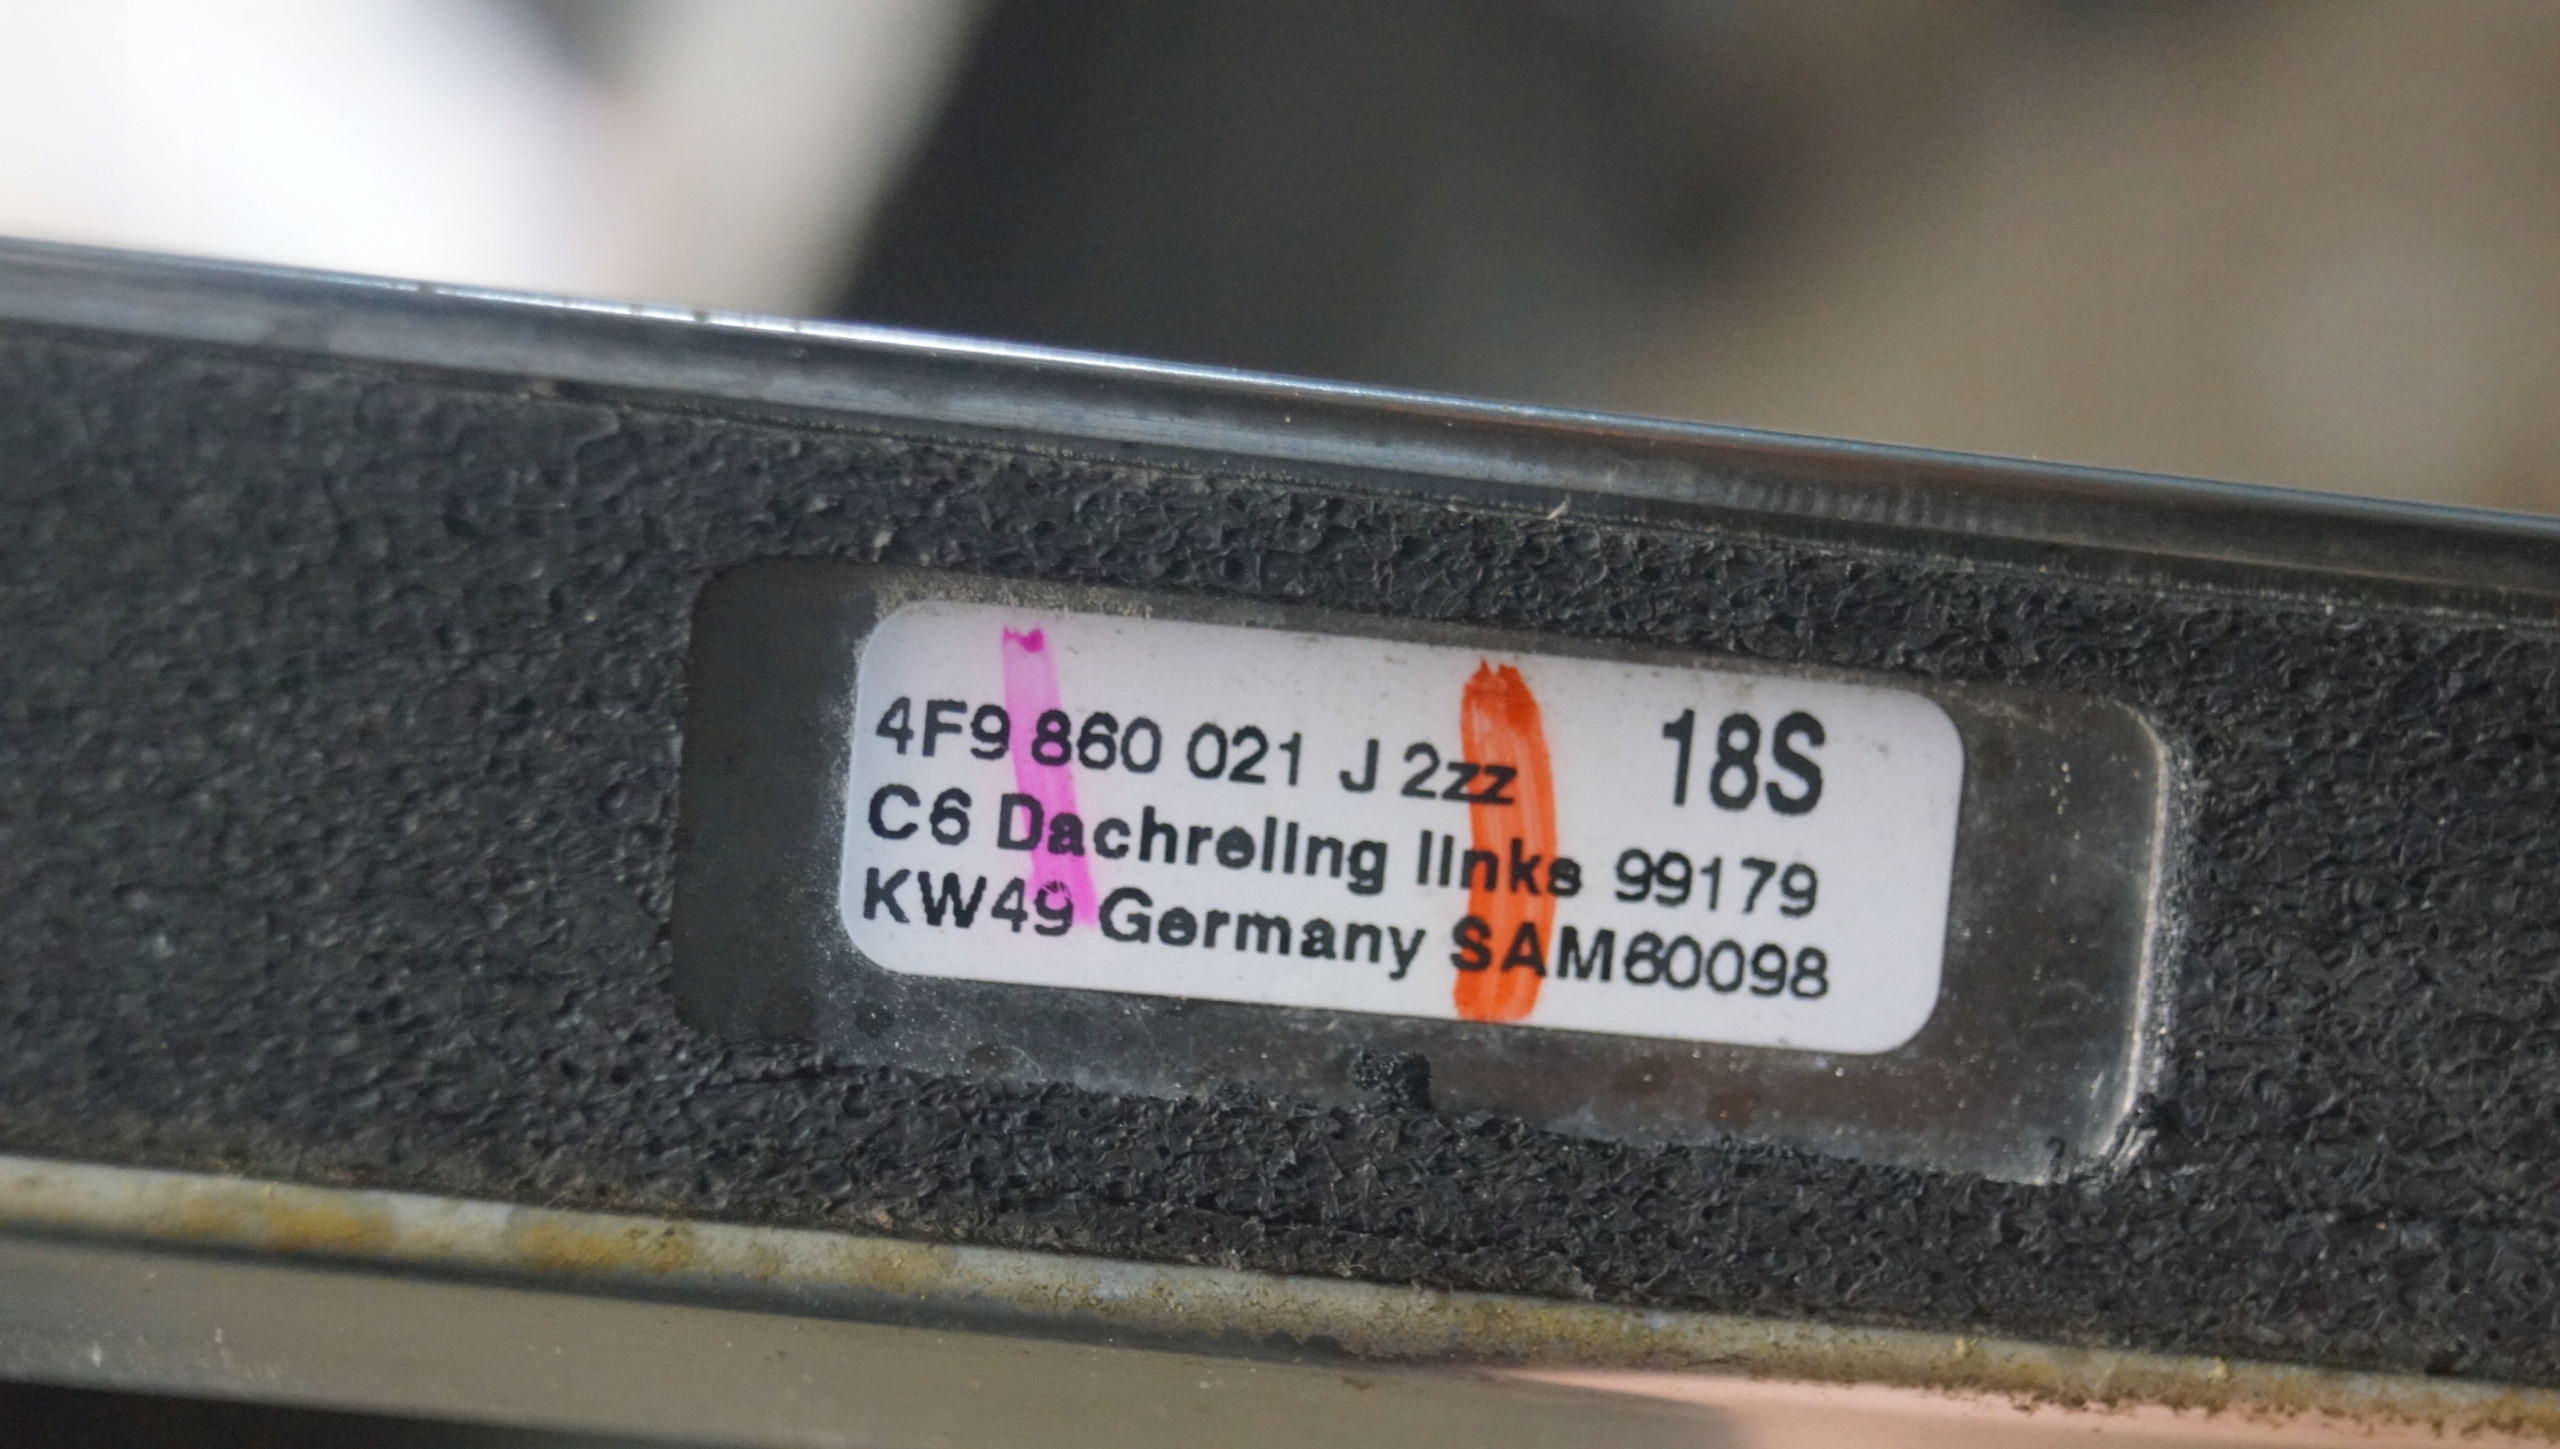 4F9 860 021 J 2zz 18S
C6 Dachreling links 99179
KW49 Germany SAM60098